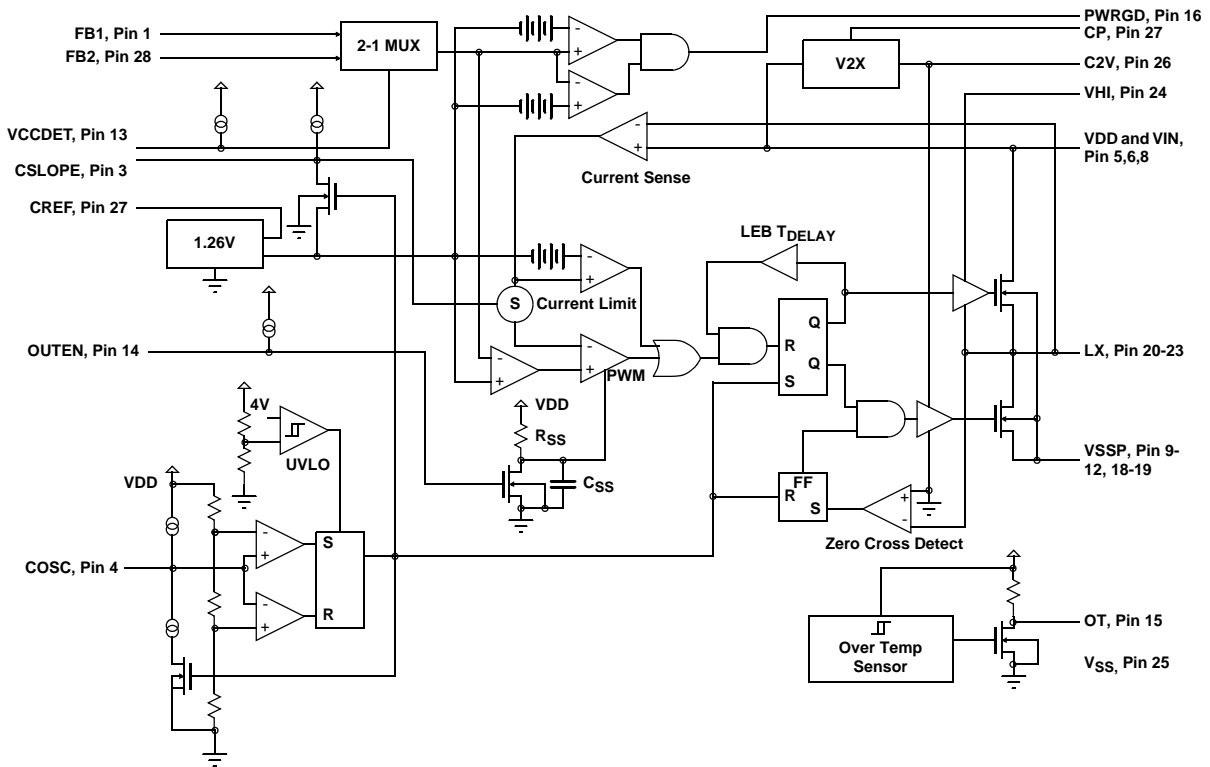 FB1, Pin 1
FB2, Pin 28
2-1 MUX
VCCDET, Pin 13
CSLOPE, Pin 3
CREF, Pin 27
1.26V
OUTEN, Pin 14
4V
UVLO
VDD
COSC, Pin 4
S
R
-
+
-
+
-
+
-
+
-
+
Current Sense
-
+
Current Limit
S
-
+
-
+
PWM
VDD
RSS
CSS
LEB TDELAY
R
S
Q
Q
FF
R
S
+
-
Zero Cross Detect
Over Temp
Sensor
V2X
PWRGD, Pin 16
CP, Pin 27
C2V, Pin 26
VHI, Pin 24
VDD and VIN,
Pin 5,6,8
LX, Pin 20-23
VSSP, Pin 9-
12, 18-19
OT, Pin 15
VSS, Pin 25